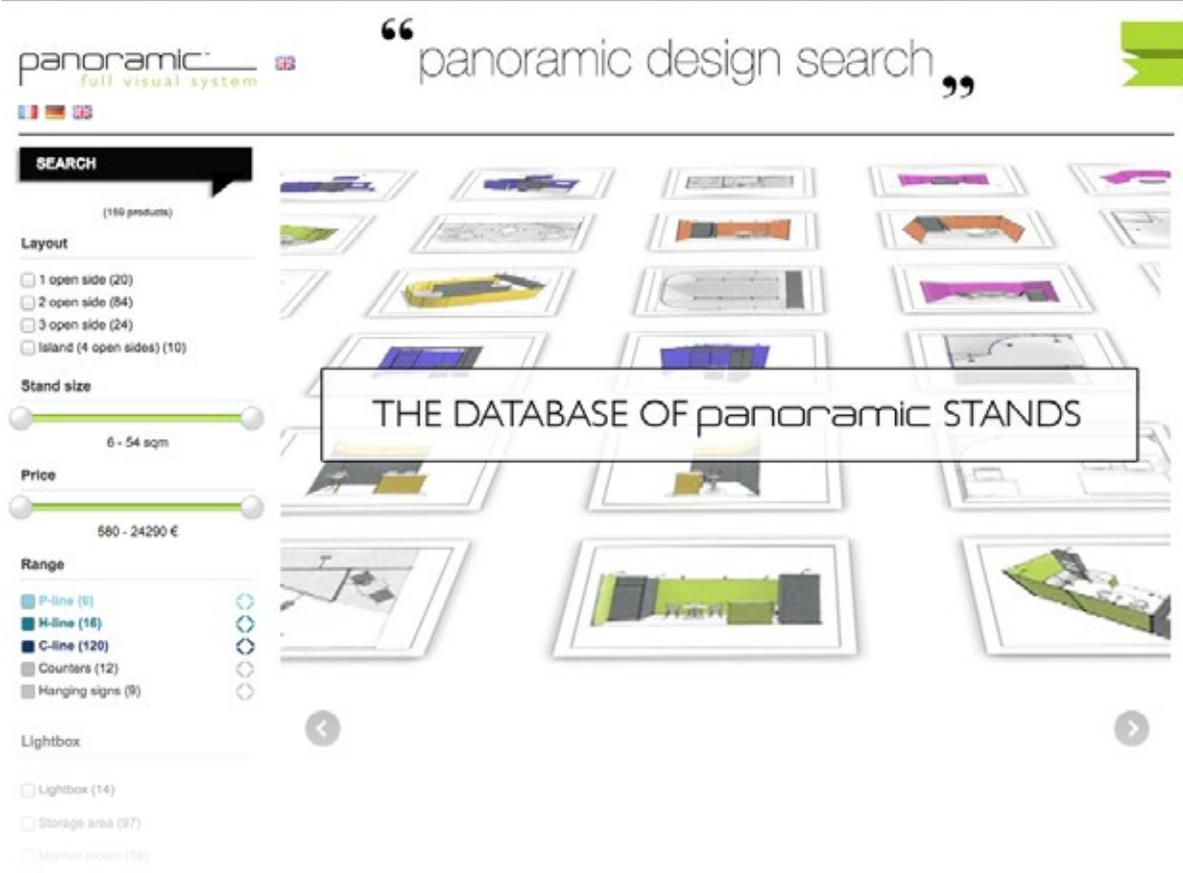 panoramic™
full visual system
“panoramic design search”
SEARCH
(159 products)
Layout
1 open side (20)
2 open side (84)
3 open side (24)
Island (4 open sides) (10)
Stand size
6 - 54 sqm
Price
580 - 24290 €
Range
P-line (6)
H-line (16)
C-line (120)
Counters (12)
Hanging signs (9)
Lightbox
Lightbox (14)
Storage area (97)
Monitor mount (59)
THE DATABASE OF panoramic STANDS